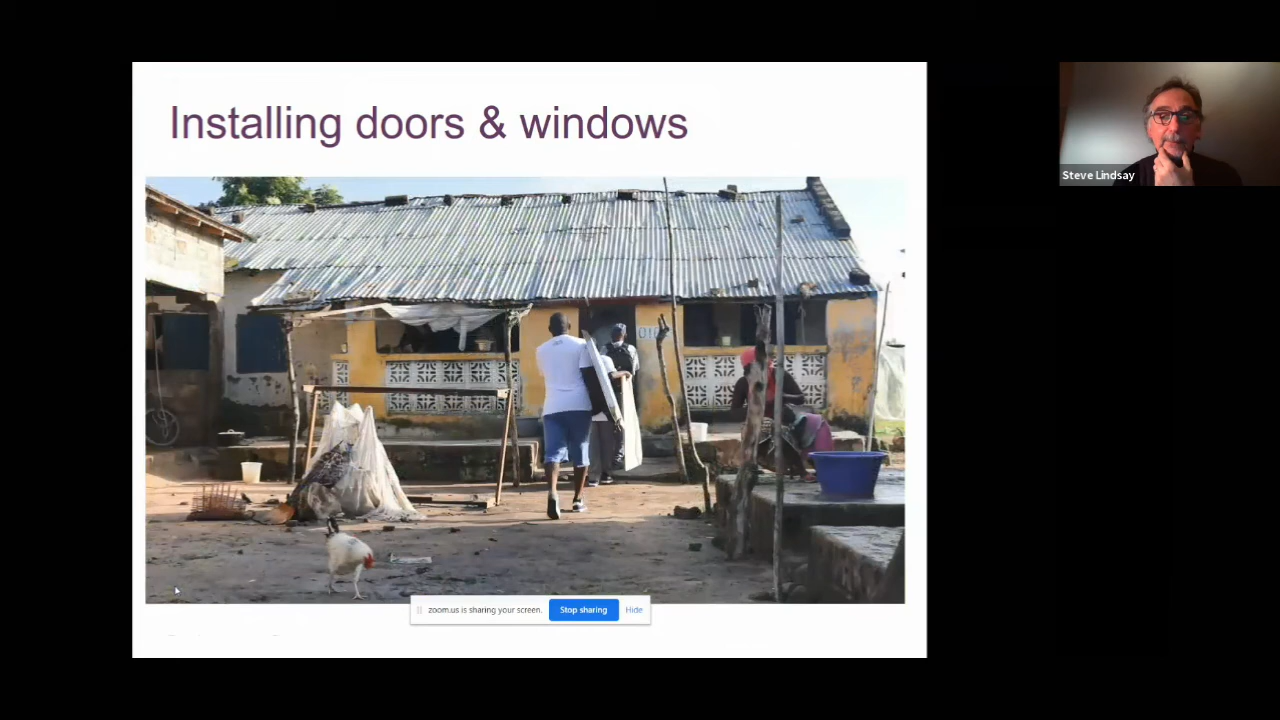 Installing doors & windows
Steve Lindsay
zoom.us is sharing your screen. Stop sharing Hide